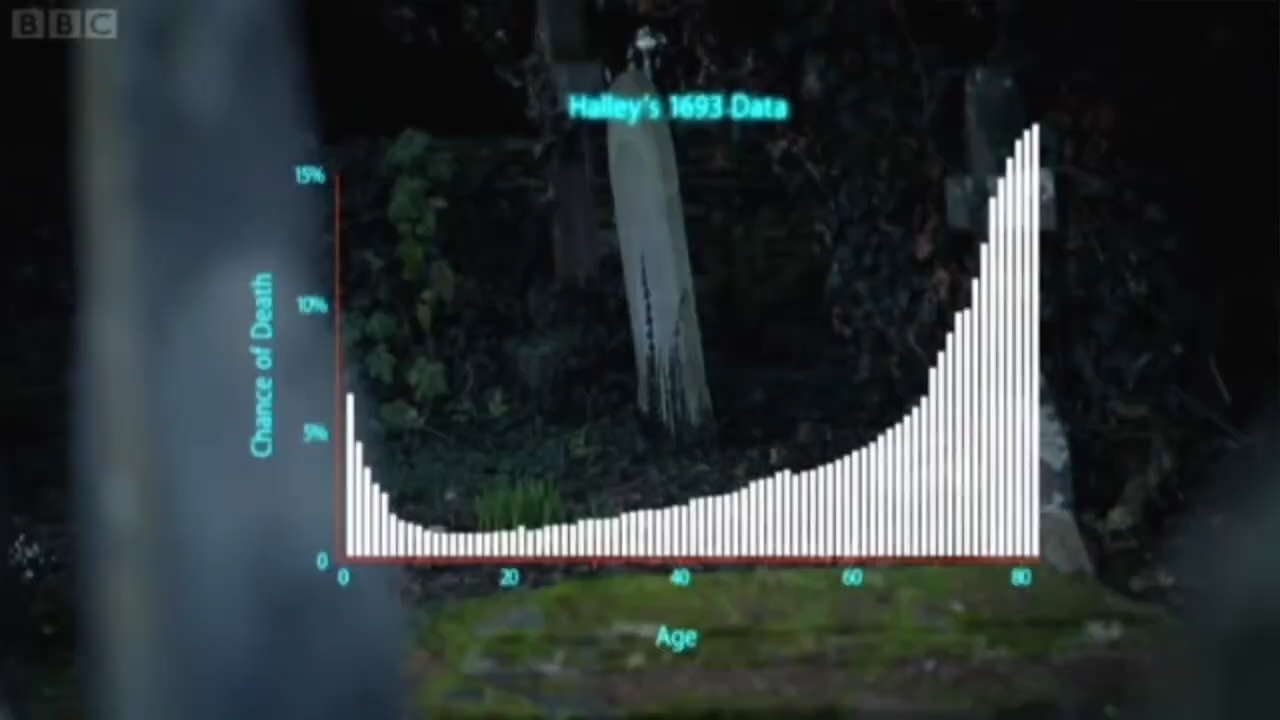 BBC
Halley's 1693 Data
15%
10%
5%
0
Chance of Death
0 20 40 60 80
Age